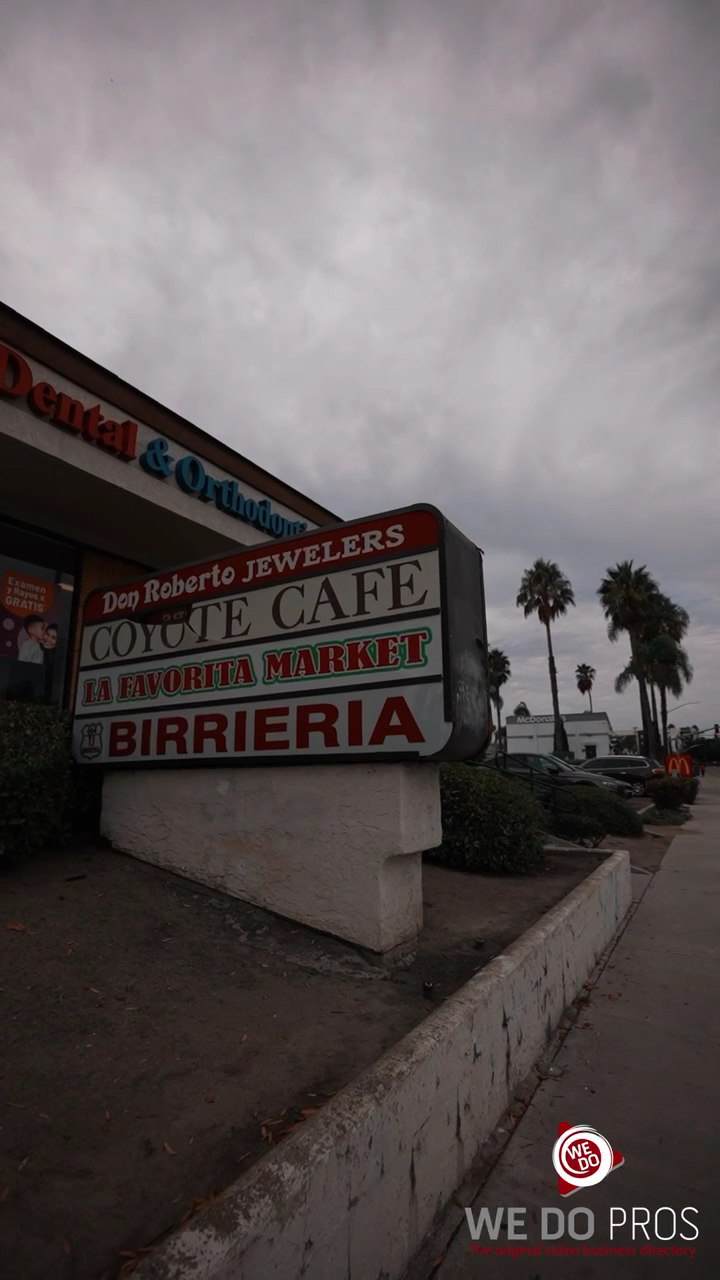 Dental & Orthodont
Examen
y Rayos x
GRATIS
Don Roberto JEWELERS
COYOTE CAFE
LA FAVORITA MARKET
BIRRIERIA
McDonald
WE
DO
WE DO PROS
The original video business directory